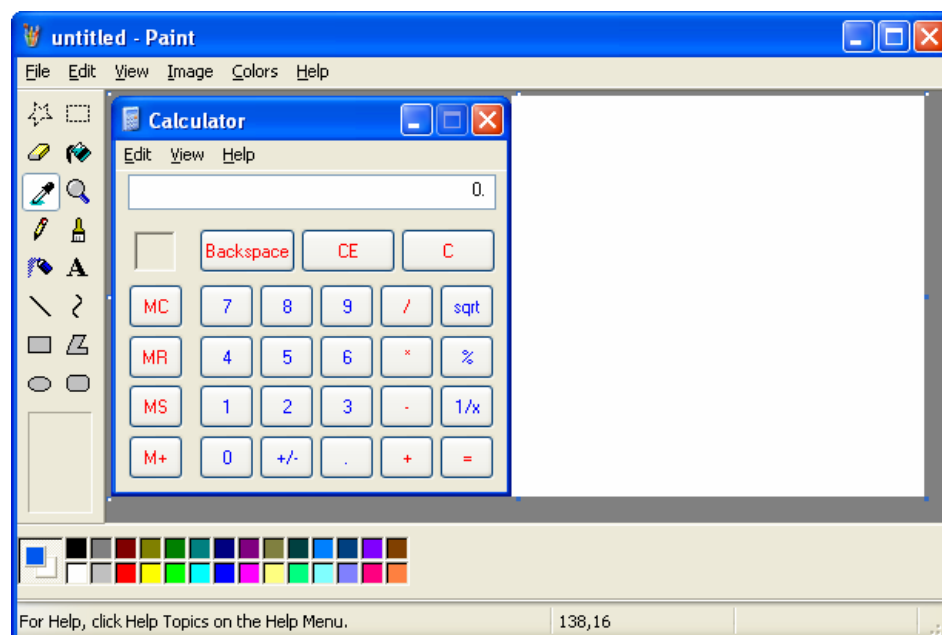 untitled - Paint
File Edit View Image Colors Help
Calculator
Edit View Help
0.
Backspace CE C
MC 7 8 9 / sqrt
MR 4 5 6 * %
MS 1 2 3 - 1/x
M+ 0 +/- . + =
A
For Help, click Help Topics on the Help Menu. 138,16